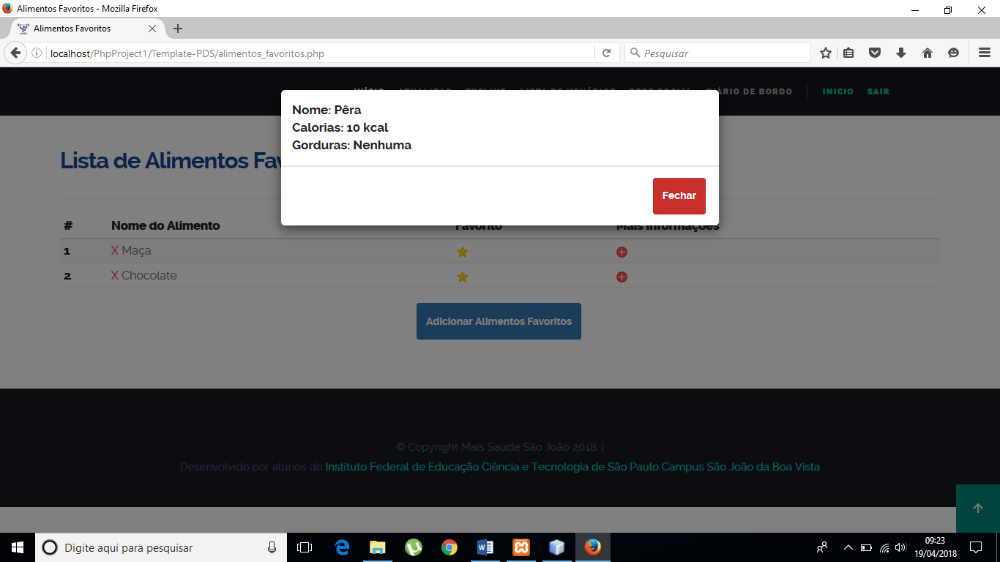 Alimentos Favoritos - Mozilla Firefox
Alimentos Favoritos
localhost/PhpProject1/Template-PDS/alimentos_favoritos.php
Pesquisar
DIÁRIO DE BORDO INICIO SAIR
Nome: Pêra
Calorias: 10 kcal
Gorduras: Nenhuma
Fechar
Lista de Alimentos Fav
# Nome do Alimento Favorito Mais Informações
1 X Maça
2 X Chocolate
Adicionar Alimentos Favoritos
© Copyright Mais Saúde São João 2018. |
Desenvolvido por alunos do Instituto Federal de Educação Ciência e Tecnologia de São Paulo Campus São João da Boa Vista
Digite aqui para pesquisar
09:23
19/04/2018